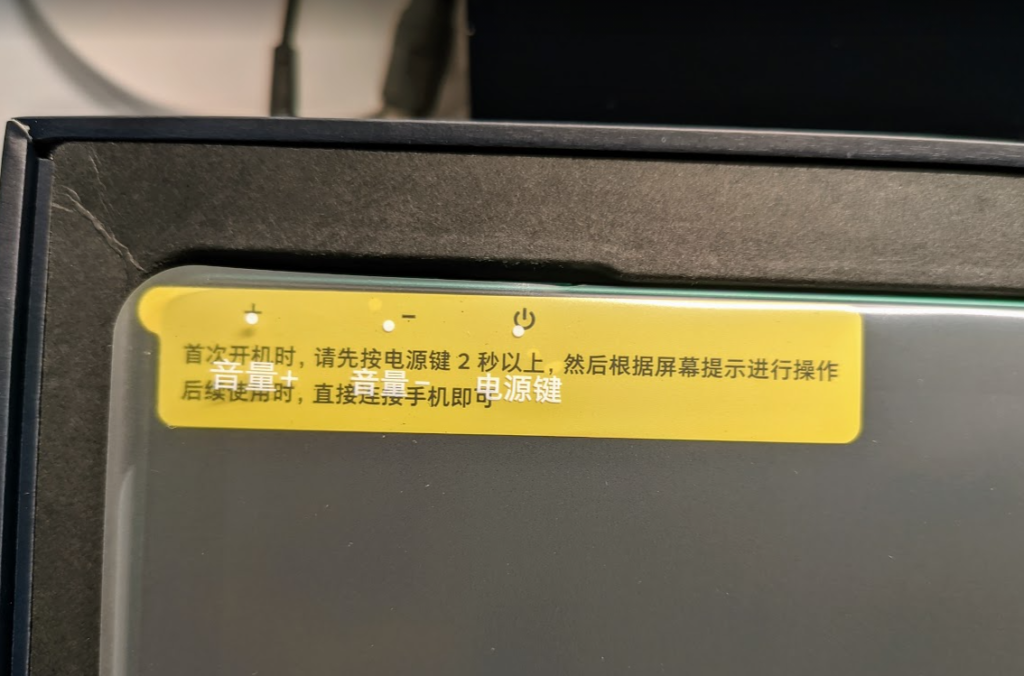 + - ⏻
首次开机时,请先按电源键 2 秒以上,然后根据屏幕提示进行操作
音量+ 音量- 电源键
后续使用时,直接连接手机即可